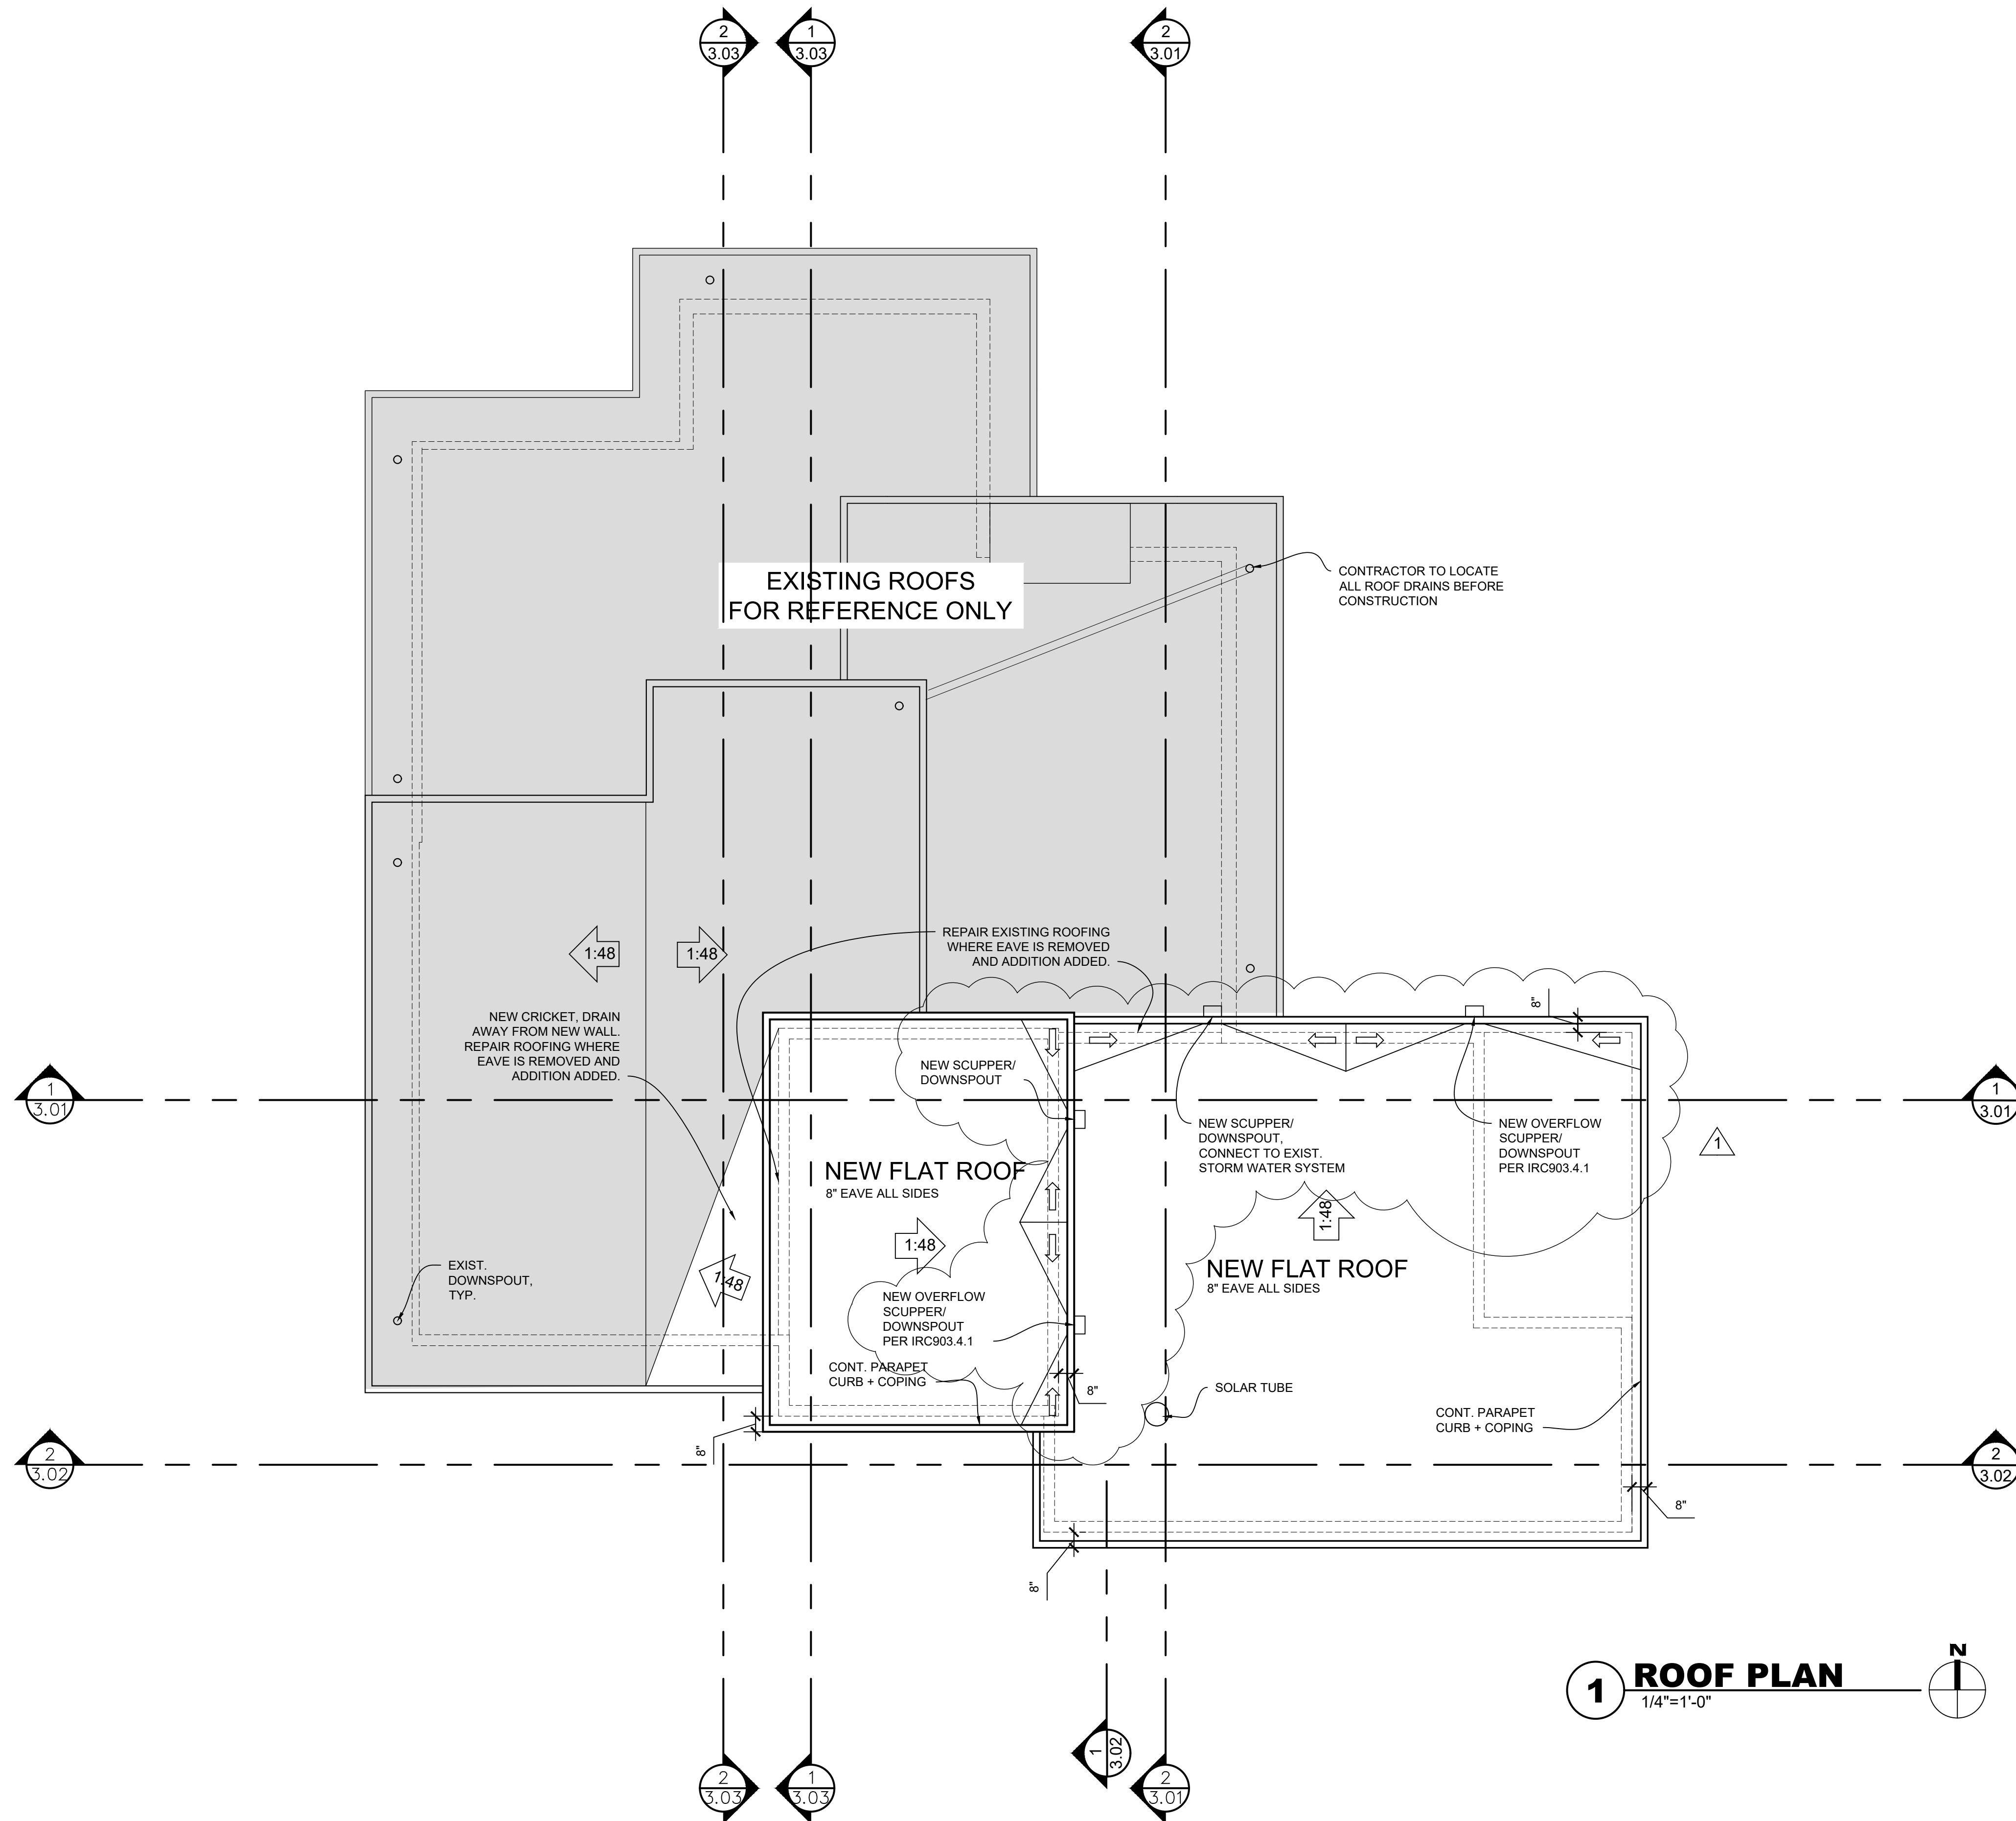 2
3.03
1
3.03
2
3.01
EXISTING ROOFS
FOR REFERENCE ONLY
CONTRACTOR TO LOCATE
ALL ROOF DRAINS BEFORE
CONSTRUCTION
1:48
1:48
REPAIR EXISTING ROOFING
WHERE EAVE IS REMOVED
AND ADDITION ADDED.
NEW CRICKET, DRAIN
AWAY FROM NEW WALL.
REPAIR ROOFING WHERE
EAVE IS REMOVED AND
ADDITION ADDED.
8"
NEW SCUPPER/
DOWNSPOUT
1
3.01
1
3.01
NEW SCUPPER/
DOWNSPOUT,
CONNECT TO EXIST.
STORM WATER SYSTEM
NEW OVERFLOW
SCUPPER/
DOWNSPOUT
PER IRC903.4.1
1
NEW FLAT ROOF
8" EAVE ALL SIDES
1:48
1:48
NEW FLAT ROOF
8" EAVE ALL SIDES
EXIST.
DOWNSPOUT,
TYP.
1:48
NEW OVERFLOW
SCUPPER/
DOWNSPOUT
PER IRC903.4.1
CONT. PARAPET
CURB + COPING
8"
SOLAR TUBE
CONT. PARAPET
CURB + COPING
8"
2
3.02
2
3.02
8"
8"
1
ROOF PLAN
1/4"=1'-0"
N
1
3.02
2
3.03
1
3.03
2
3.01